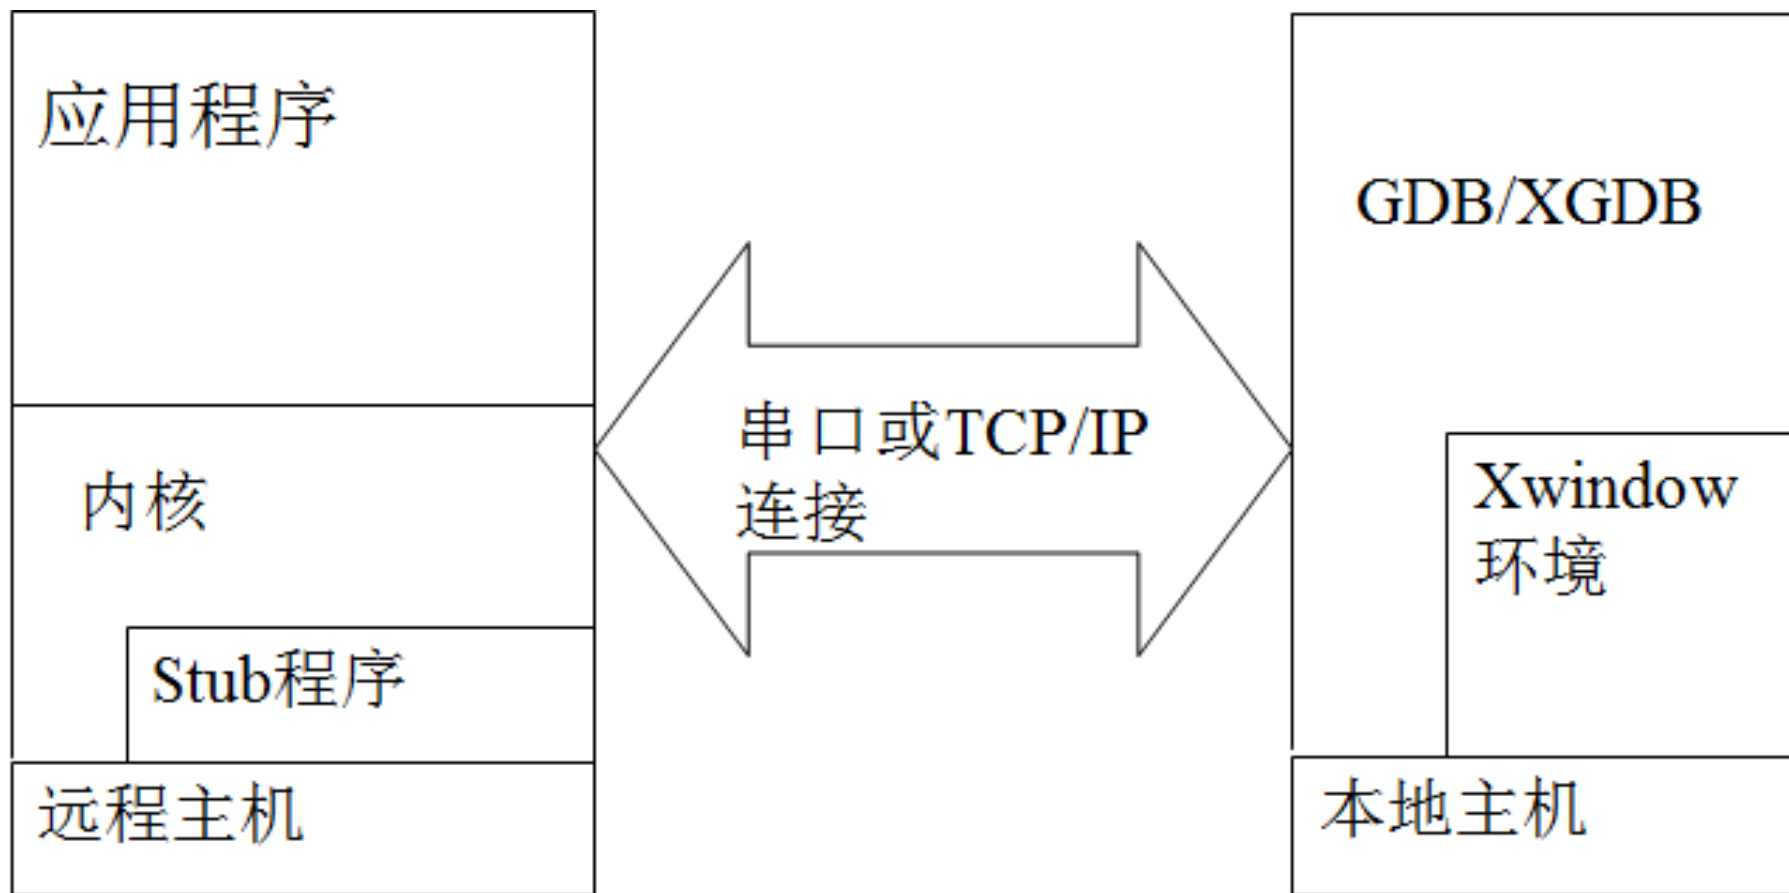 应用程序
内核
Stub程序
远程主机
串口或TCP/IP
连接
GDB/XGDB
Xwindow
环境
本地主机